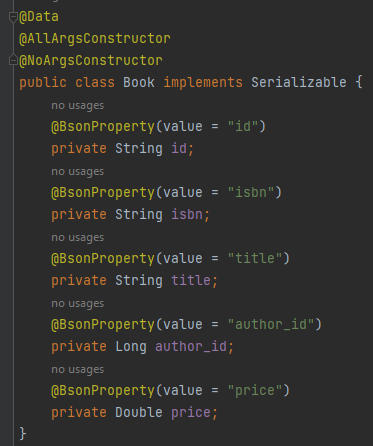 @Data
@AllArgsConstructor
@NoArgsConstructor
public class Book implements Serializable {
no usages
@BsonProperty(value = "id")
private String id;
no usages
@BsonProperty(value = "isbn")
private String isbn;
no usages
@BsonProperty(value = "title")
private String title;
no usages
@BsonProperty(value = "author_id")
private Long author_id;
no usages
@BsonProperty(value = "price")
private Double price;
}